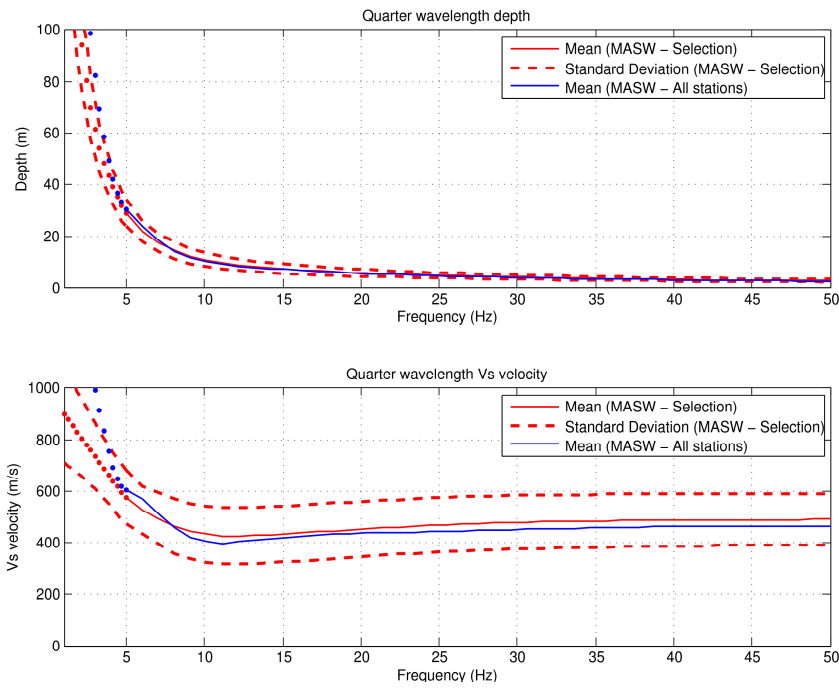 Quarter wavelength depth
100
80
60
40
20
0
Depth (m)
Mean (MASW − Selection)
Standard Deviation (MASW − Selection)
Mean (MASW − All stations)
5 10 15 20 25 30 35 40 45 50
Frequency (Hz)
Quarter wavelength Vs velocity
1000
800
600
400
200
0
Vs velocity (m/s)
Mean (MASW − Selection)
Standard Deviation (MASW − Selection)
Mean (MASW − All stations)
5 10 15 20 25 30 35 40 45 50
Frequency (Hz)